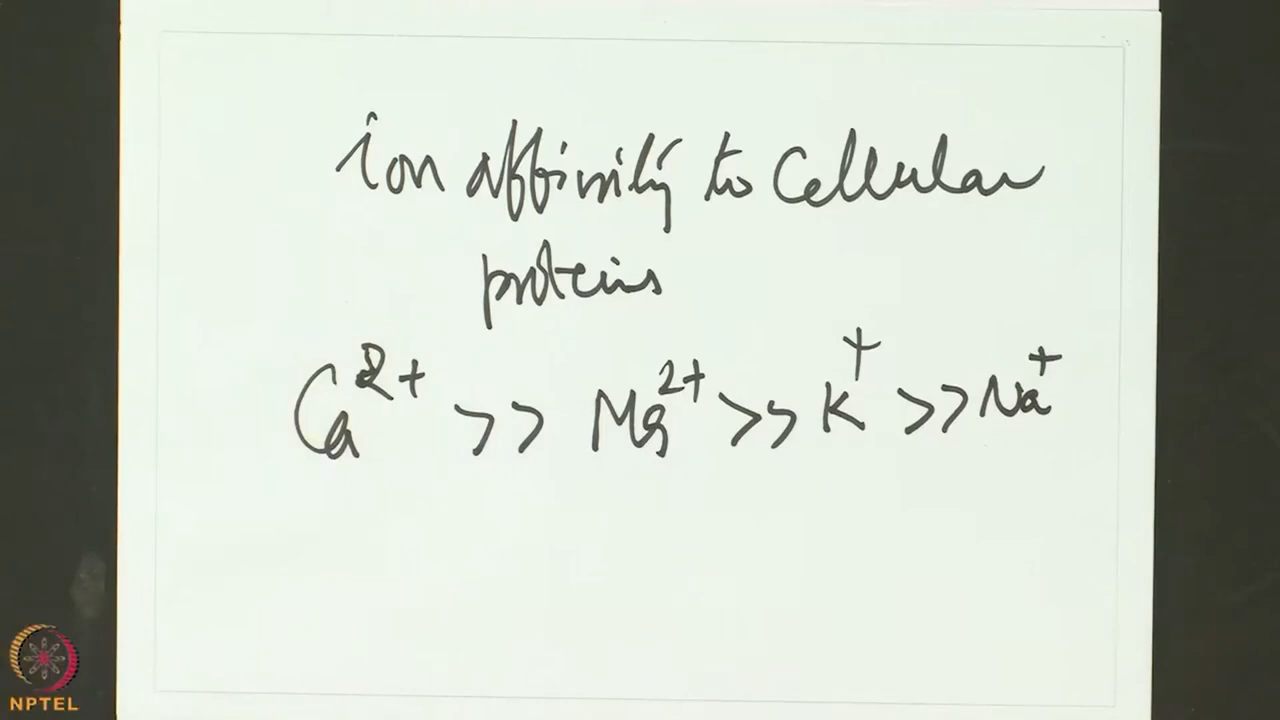 ion affinity to Cellular
proteins
Ca²⁺ >> Mg²⁺ >> K⁺ >> Na⁺
NPTEL